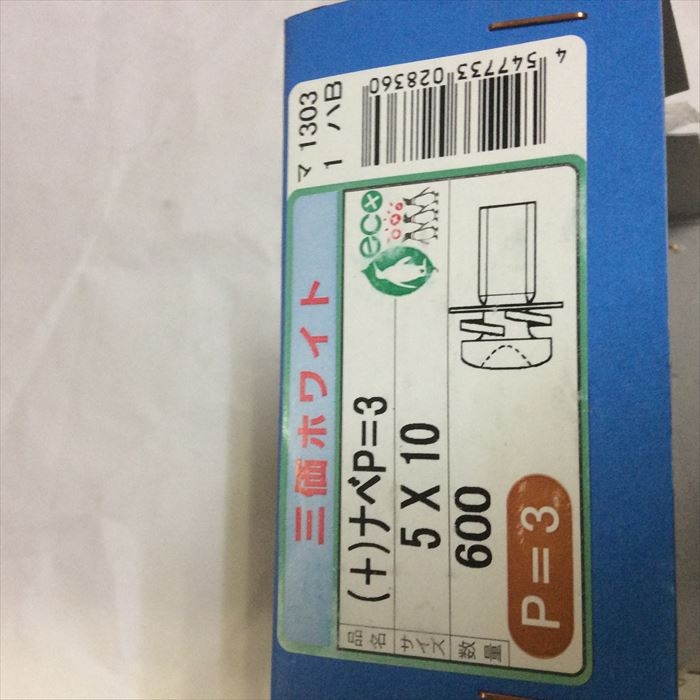 三価ホワイト
品名 (+)ナベP=3
サイズ 5 X 10
数量 600
P=3
eco
マ 1303
1 ハB
4 547733 028360